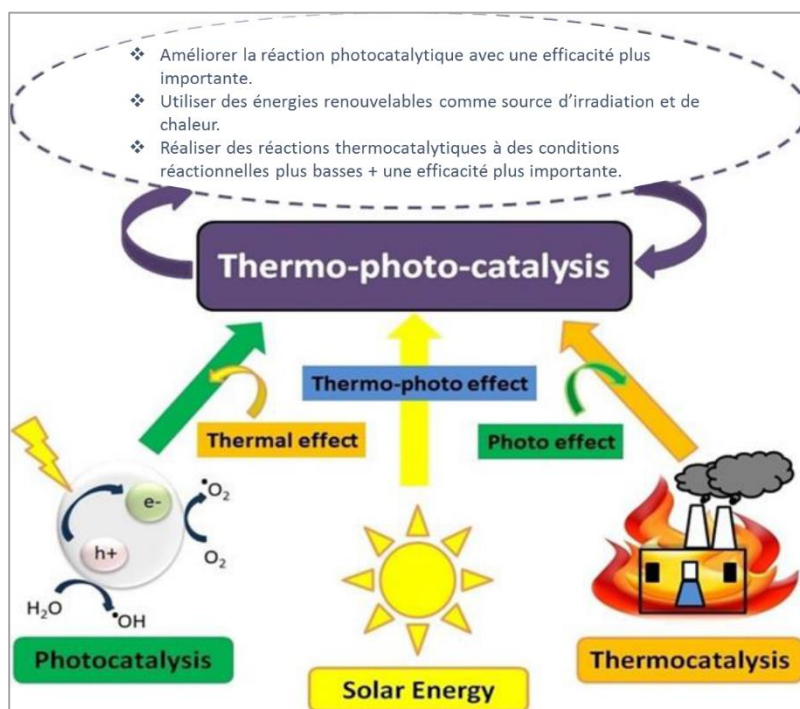 ❖ Améliorer la réaction photocatalytique avec une efficacité plus
importante.
❖ Utiliser des énergies renouvelables comme source d'irradiation et de
chaleur.
❖ Réaliser des réactions thermocatalytiques à des conditions
réactionnelles plus basses + une efficacité plus importante.
Thermo-photo-catalysis
Thermo-photo effect
Thermal effect
Photo effect
e-
•O₂
h+
O₂
H₂O
•OH
Photocatalysis
Thermocatalysis
Solar Energy